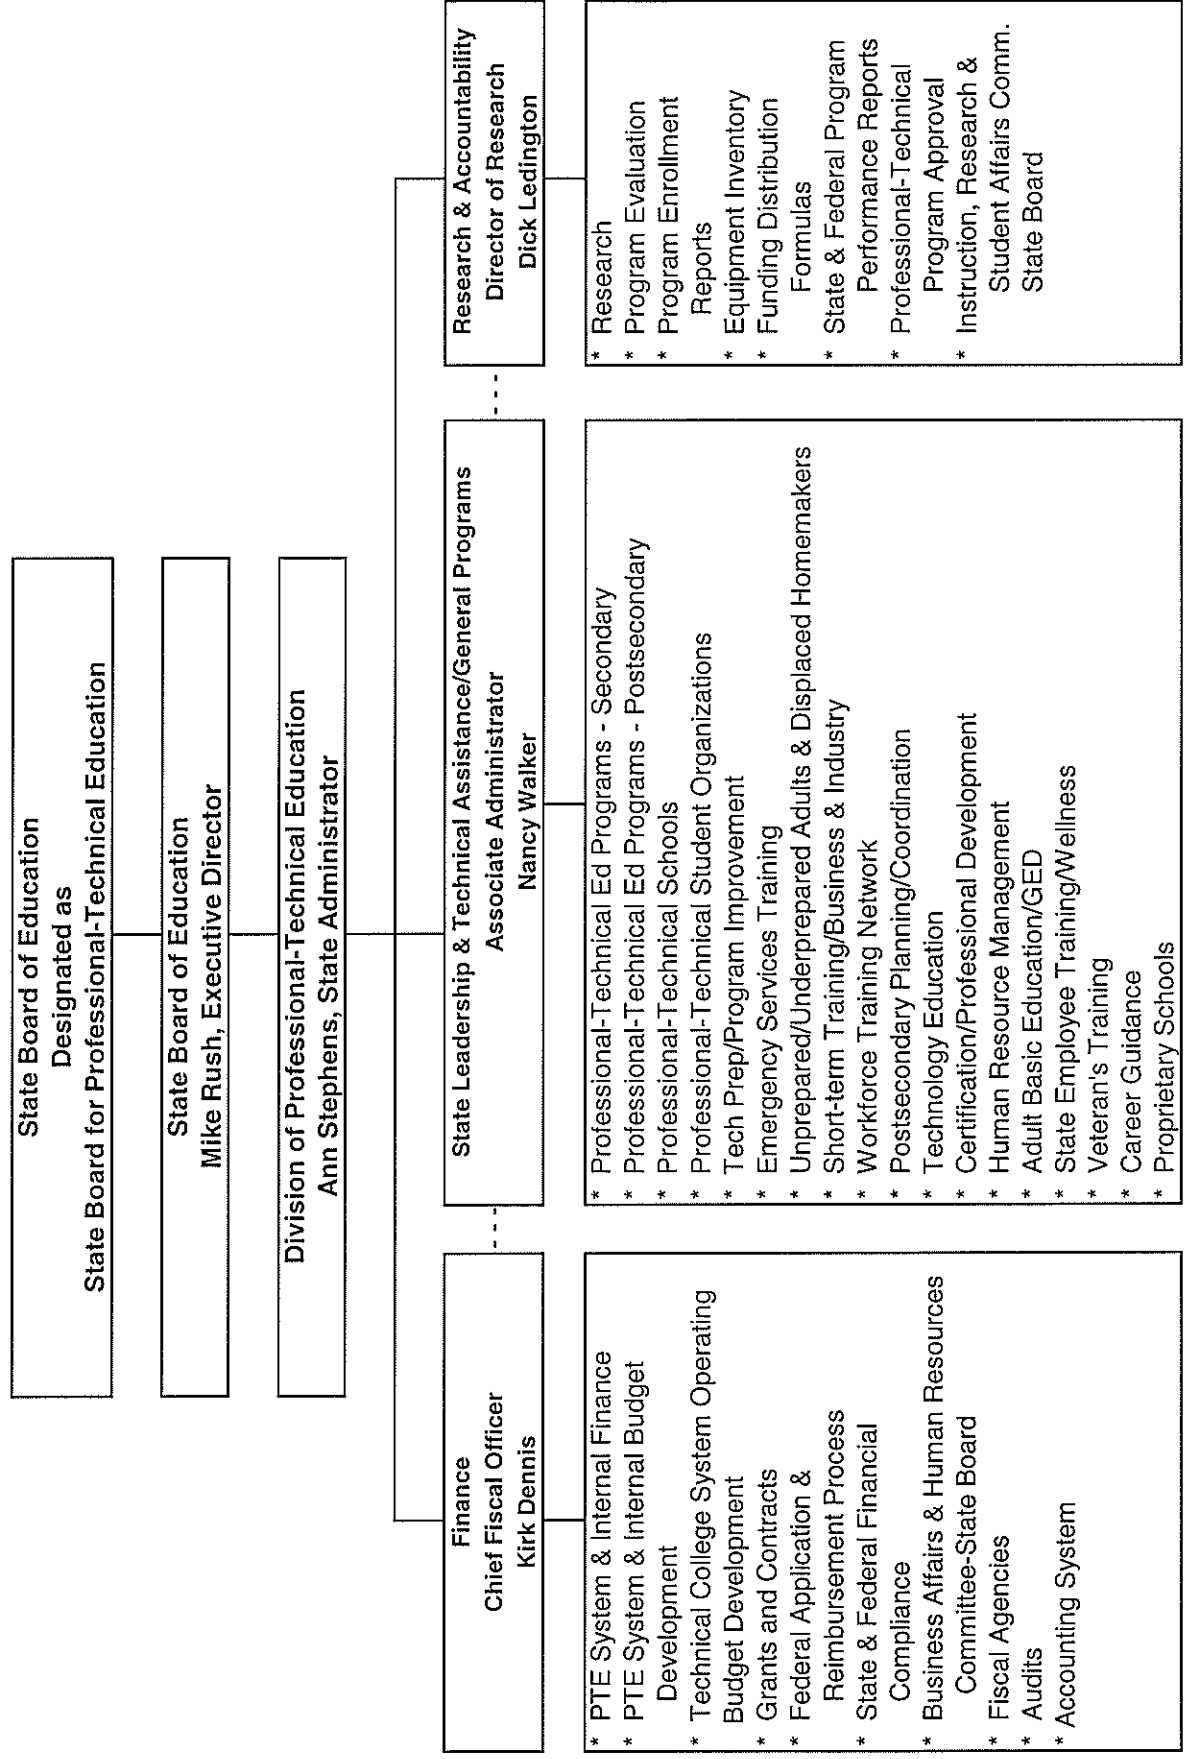 State Board of Education
Designated as
State Board for Professional-Technical Education
State Board of Education
Mike Rush, Executive Director
Division of Professional-Technical Education
Ann Stephens, State Administrator
Finance
Chief Fiscal Officer
Kirk Dennis
* PTE System & Internal Finance
* PTE System & Internal Budget
Development
* Technical College System Operating
Budget Development
* Grants and Contracts
* Federal Application &
Reimbursement Process
* State & Federal Financial
Compliance
* Business Affairs & Human Resources
Committee-State Board
* Fiscal Agencies
* Audits
* Accounting System
State Leadership & Technical Assistance/General Programs
Associate Administrator
Nancy Walker
* Professional-Technical Ed Programs - Secondary
* Professional-Technical Ed Programs - Postsecondary
* Professional-Technical Schools
* Professional-Technical Student Organizations
* Tech Prep/Program Improvement
* Emergency Services Training
* Unprepared/Underprepared Adults & Displaced Homemakers
* Short-term Training/Business & Industry
* Workforce Training Network
* Postsecondary Planning/Coordination
* Technology Education
* Certification/Professional Development
* Human Resource Management
* Adult Basic Education/GED
* State Employee Training/Wellness
* Veteran's Training
* Career Guidance
* Proprietary Schools
Research & Accountability
Director of Research
Dick Ledington
* Research
* Program Evaluation
* Program Enrollment
Reports
* Equipment Inventory
* Funding Distribution
Formulas
* State & Federal Program
Performance Reports
* Professional-Technical
Program Approval
* Instruction, Research &
Student Affairs Comm.
State Board